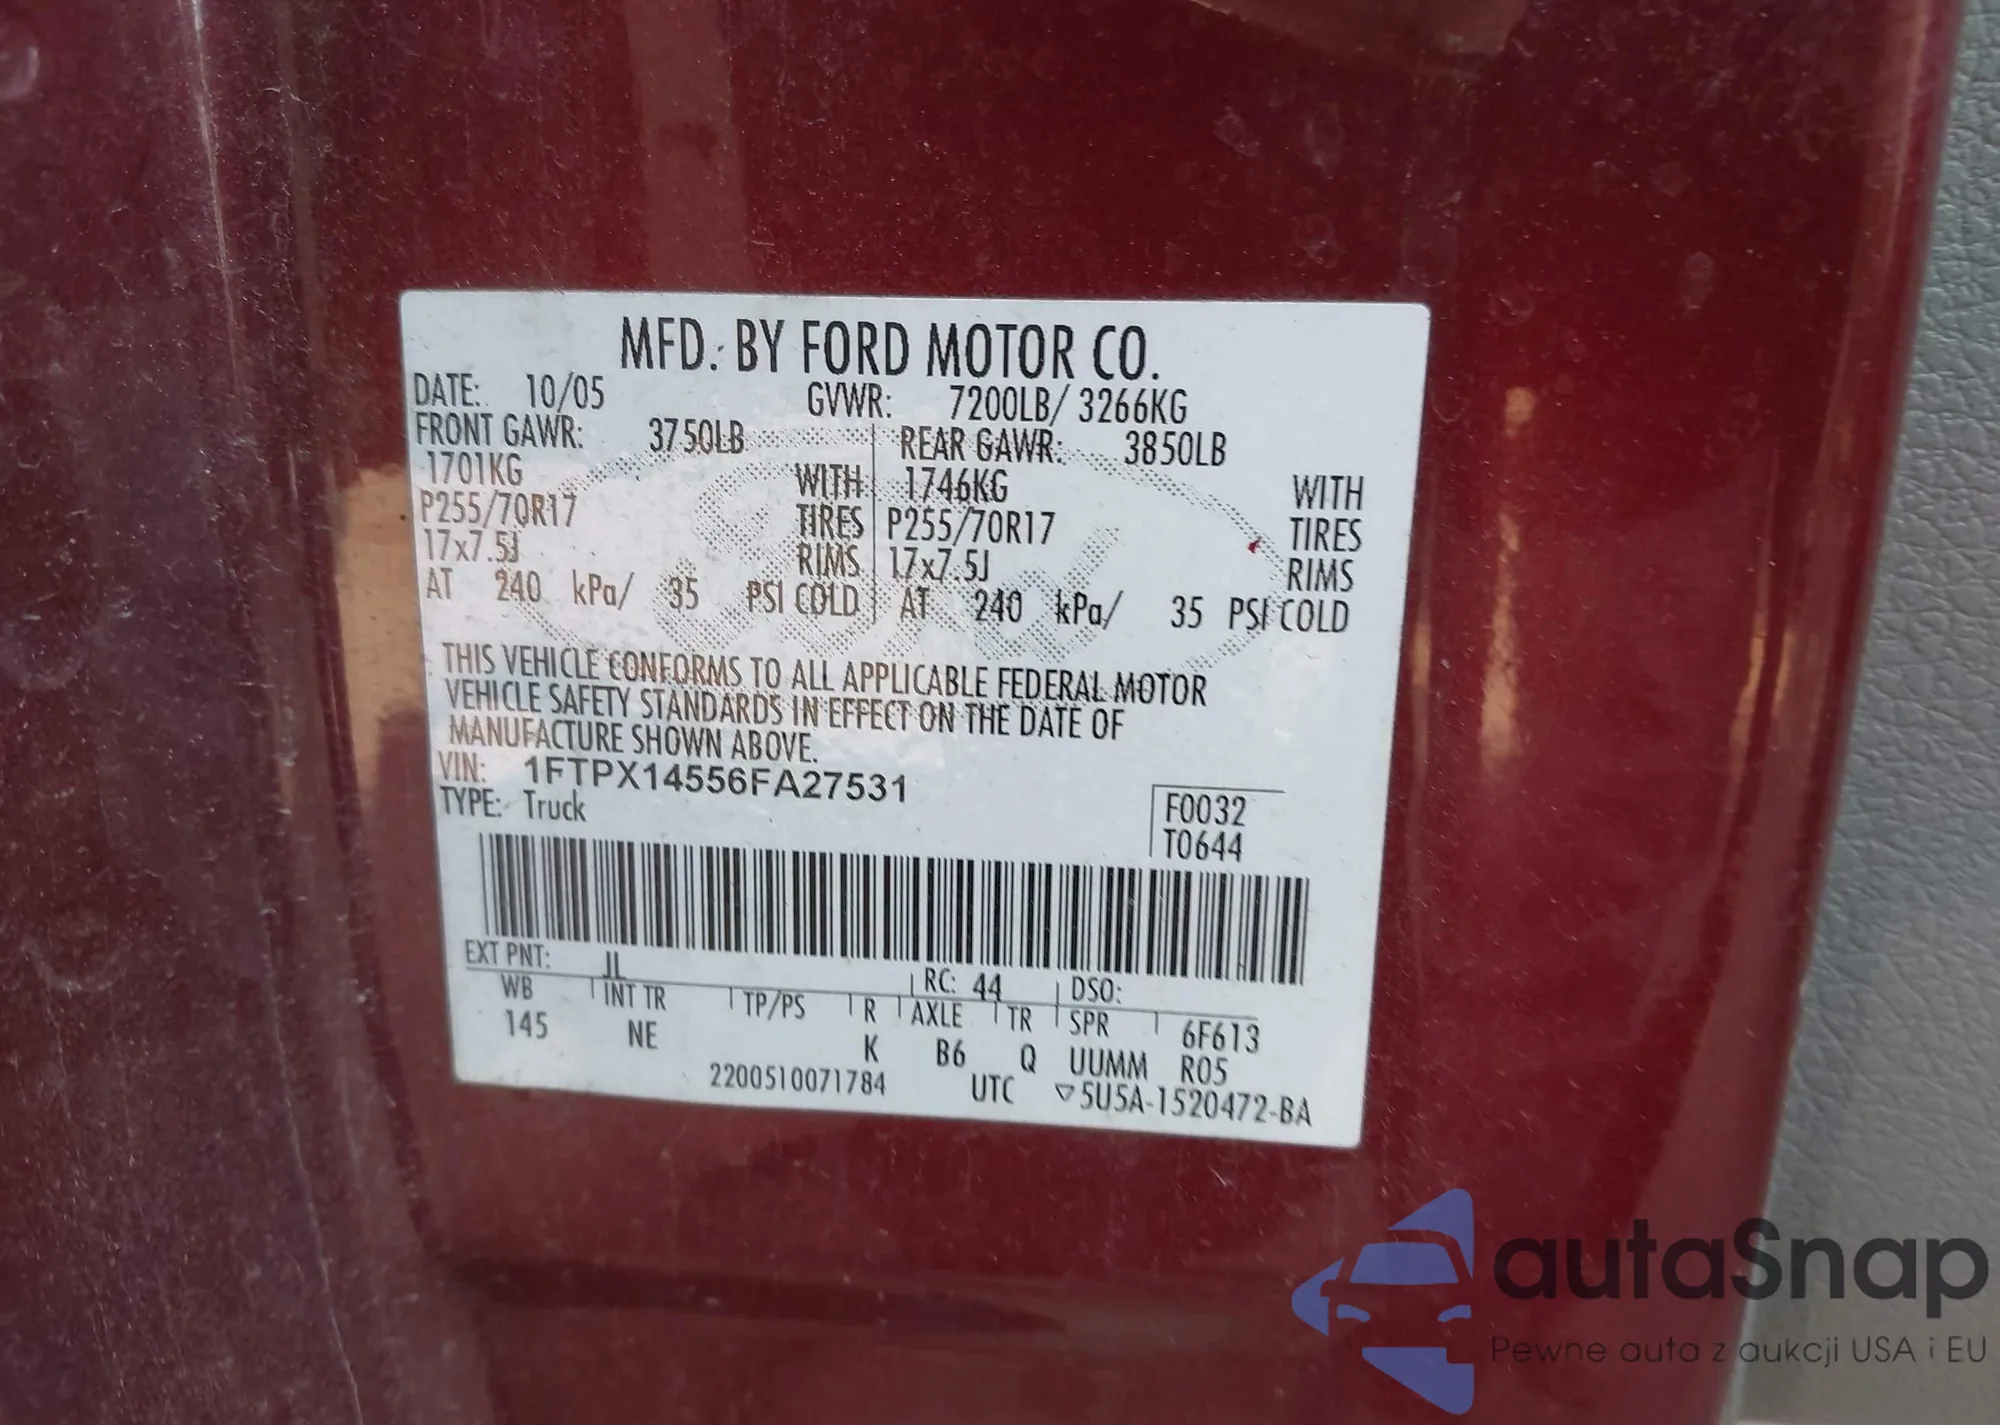 MFD. BY FORD MOTOR CO.
DATE: 10/05 GVWR: 7200LB/ 3266KG
FRONT GAWR: 3750LB REAR GAWR: 3850LB
1701KG WITH 1746KG WITH
P255/70R17 TIRES P255/70R17 TIRES
17x7.5J RIMS 17x7.5J RIMS
AT 240 kPa/ 35 PSI COLD AT 240 kPa/ 35 PSI COLD
THIS VEHICLE CONFORMS TO ALL APPLICABLE FEDERAL MOTOR
VEHICLE SAFETY STANDARDS IN EFFECT ON THE DATE OF
MANUFACTURE SHOWN ABOVE.
VIN: 1FTPX14556FA27531
TYPE: Truck
F0032
T0644
EXT PNT: JL RC: 44 DSO:
WB INT TR TP/PS R AXLE TR SPR 6F613
145 NE K B6 Q UUMM R05
2200510071784 UTC ▽5U5A-1520472-BA
Ford
autaSnap
Pewne auta z aukcji USA i EU